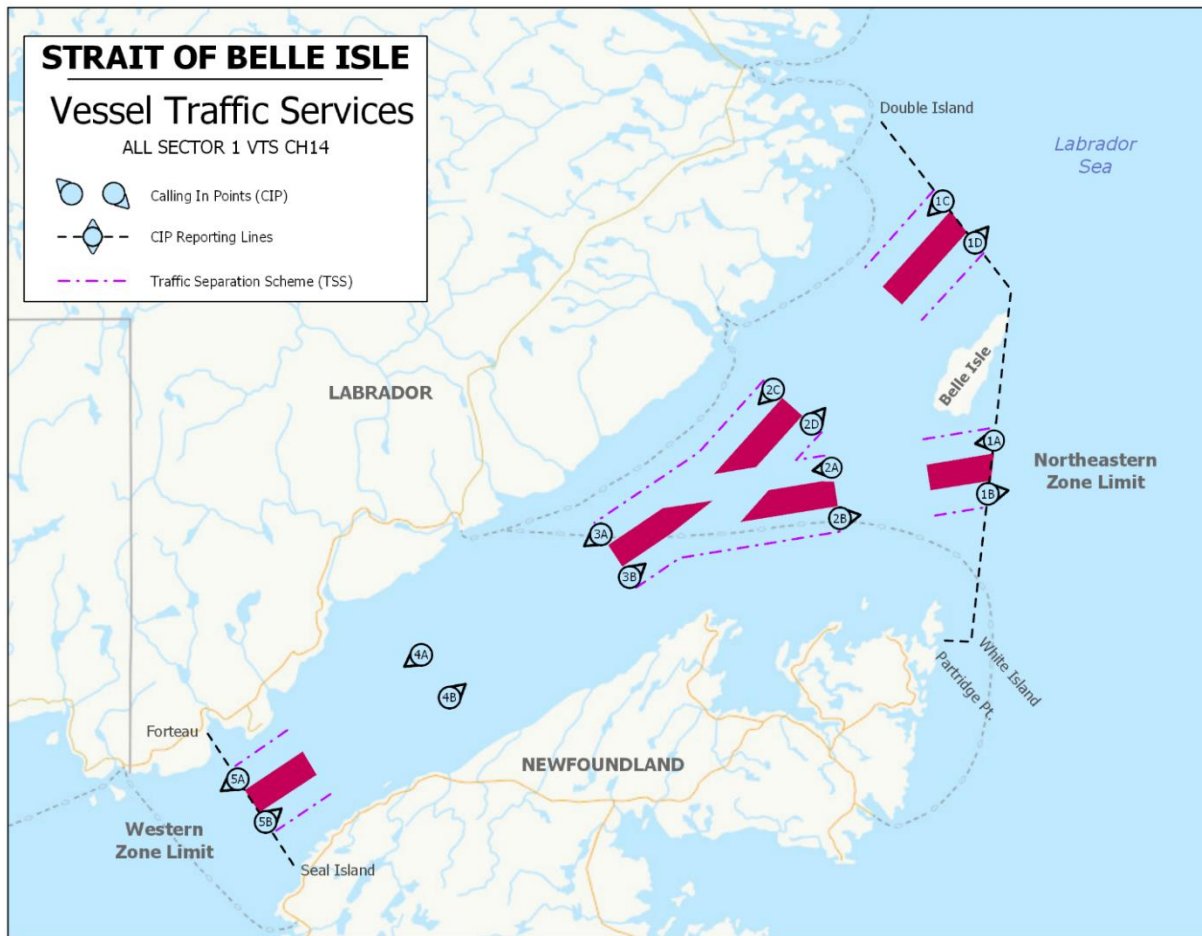 STRAIT OF BELLE ISLE
Vessel Traffic Services
ALL SECTOR 1 VTS CH14
Calling In Points (CIP)
CIP Reporting Lines
Traffic Separation Scheme (TSS)
Double Island
Labrador
Sea
1C
1D
Belle Isle
LABRADOR
2C
2D
1A
Northeastern
Zone Limit
2A
1B
2B
3A
3B
White Island
Partridge Pt.
4A
4B
Forteau
NEWFOUNDLAND
5A
5B
Western
Zone Limit
Seal Island